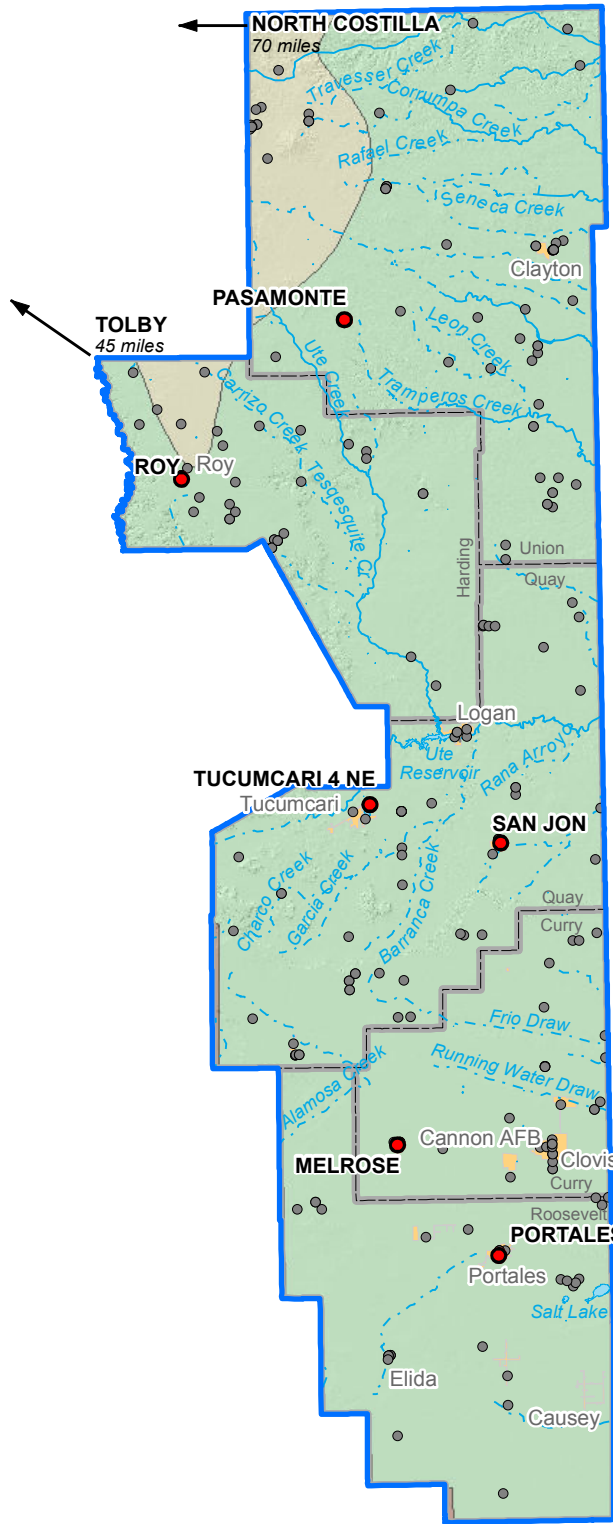 NORTH COSTILLA
70 miles
Travesser Creek
Corrumpa Creek
Rafael Creek
Seneca Creek
Clayton
PASAMONTE
TOLBY
45 miles
Leon Creek
Ute Creek
Tramperos Creek
Carrizo Creek
ROY
Roy
Tesqesquite Cr.
Union
Quay
Harding
Logan
Ute
Reservoir
Rana Arroyo
TUCUMCARI 4 NE
Tucumcari
SAN JON
Charco Creek
Garcia Creek
Barranca Creek
Quay
Curry
Frio Draw
Running Water Draw
Alamosa Creek
Cannon AFB
Clovis
MELROSE
Curry
Roosevelt
PORTALES
Portales
Salt Lake
Elida
Causey